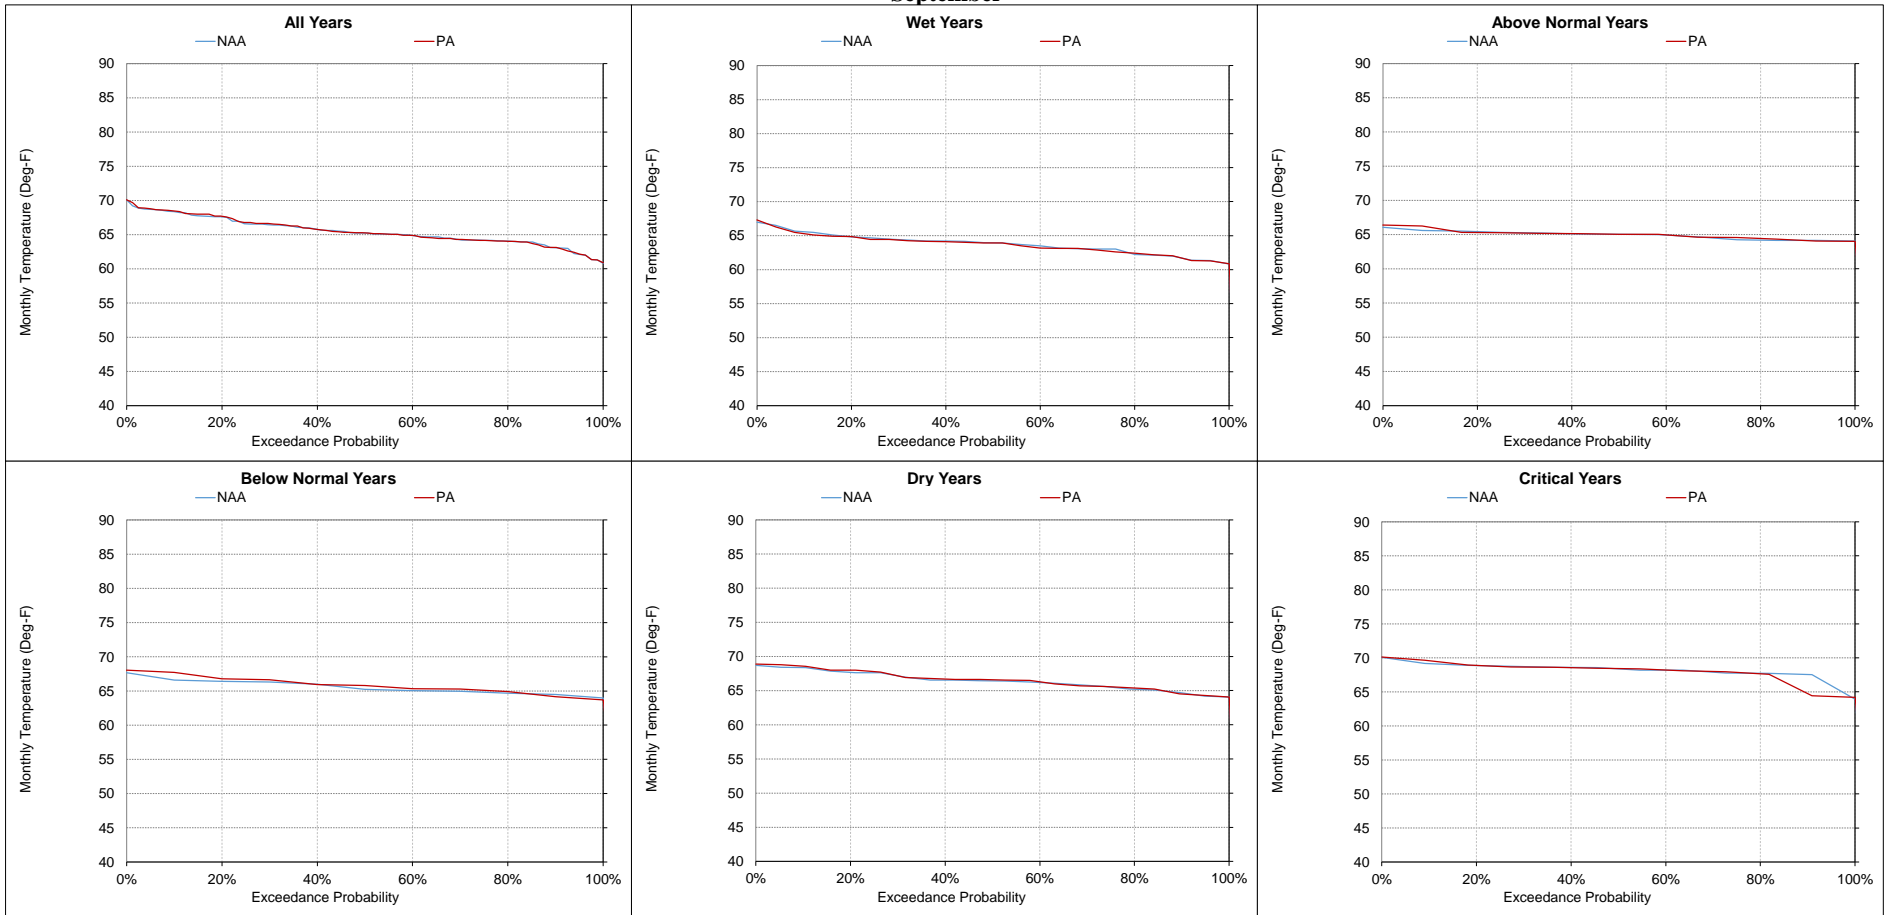 September
All Years
NAA PA
Monthly Temperature (Deg-F)
90
85
80
75
70
65
60
55
50
45
40
0% 20% 40% 60% 80% 100%
Exceedance Probability
Wet Years
NAA PA
Monthly Temperature (Deg-F)
90
85
80
75
70
65
60
55
50
45
40
0% 20% 40% 60% 80% 100%
Exceedance Probability
Above Normal Years
NAA PA
Monthly Temperature (Deg-F)
90
85
80
75
70
65
60
55
50
45
40
0% 20% 40% 60% 80% 100%
Exceedance Probability
Below Normal Years
NAA PA
Monthly Temperature (Deg-F)
90
85
80
75
70
65
60
55
50
45
40
0% 20% 40% 60% 80% 100%
Exceedance Probability
Dry Years
NAA PA
Monthly Temperature (Deg-F)
90
85
80
75
70
65
60
55
50
45
40
0% 20% 40% 60% 80% 100%
Exceedance Probability
Critical Years
NAA PA
Monthly Temperature (Deg-F)
90
85
80
75
70
65
60
55
50
45
40
0% 20% 40% 60% 80% 100%
Exceedance Probability